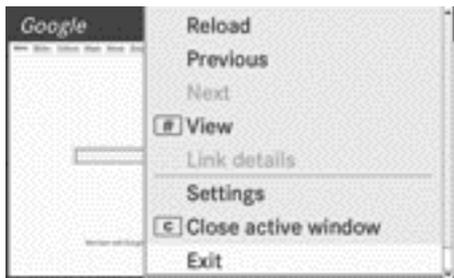 Google
Reload
Previous
Next
# View
Link details
Settings
c Close active window
Exit